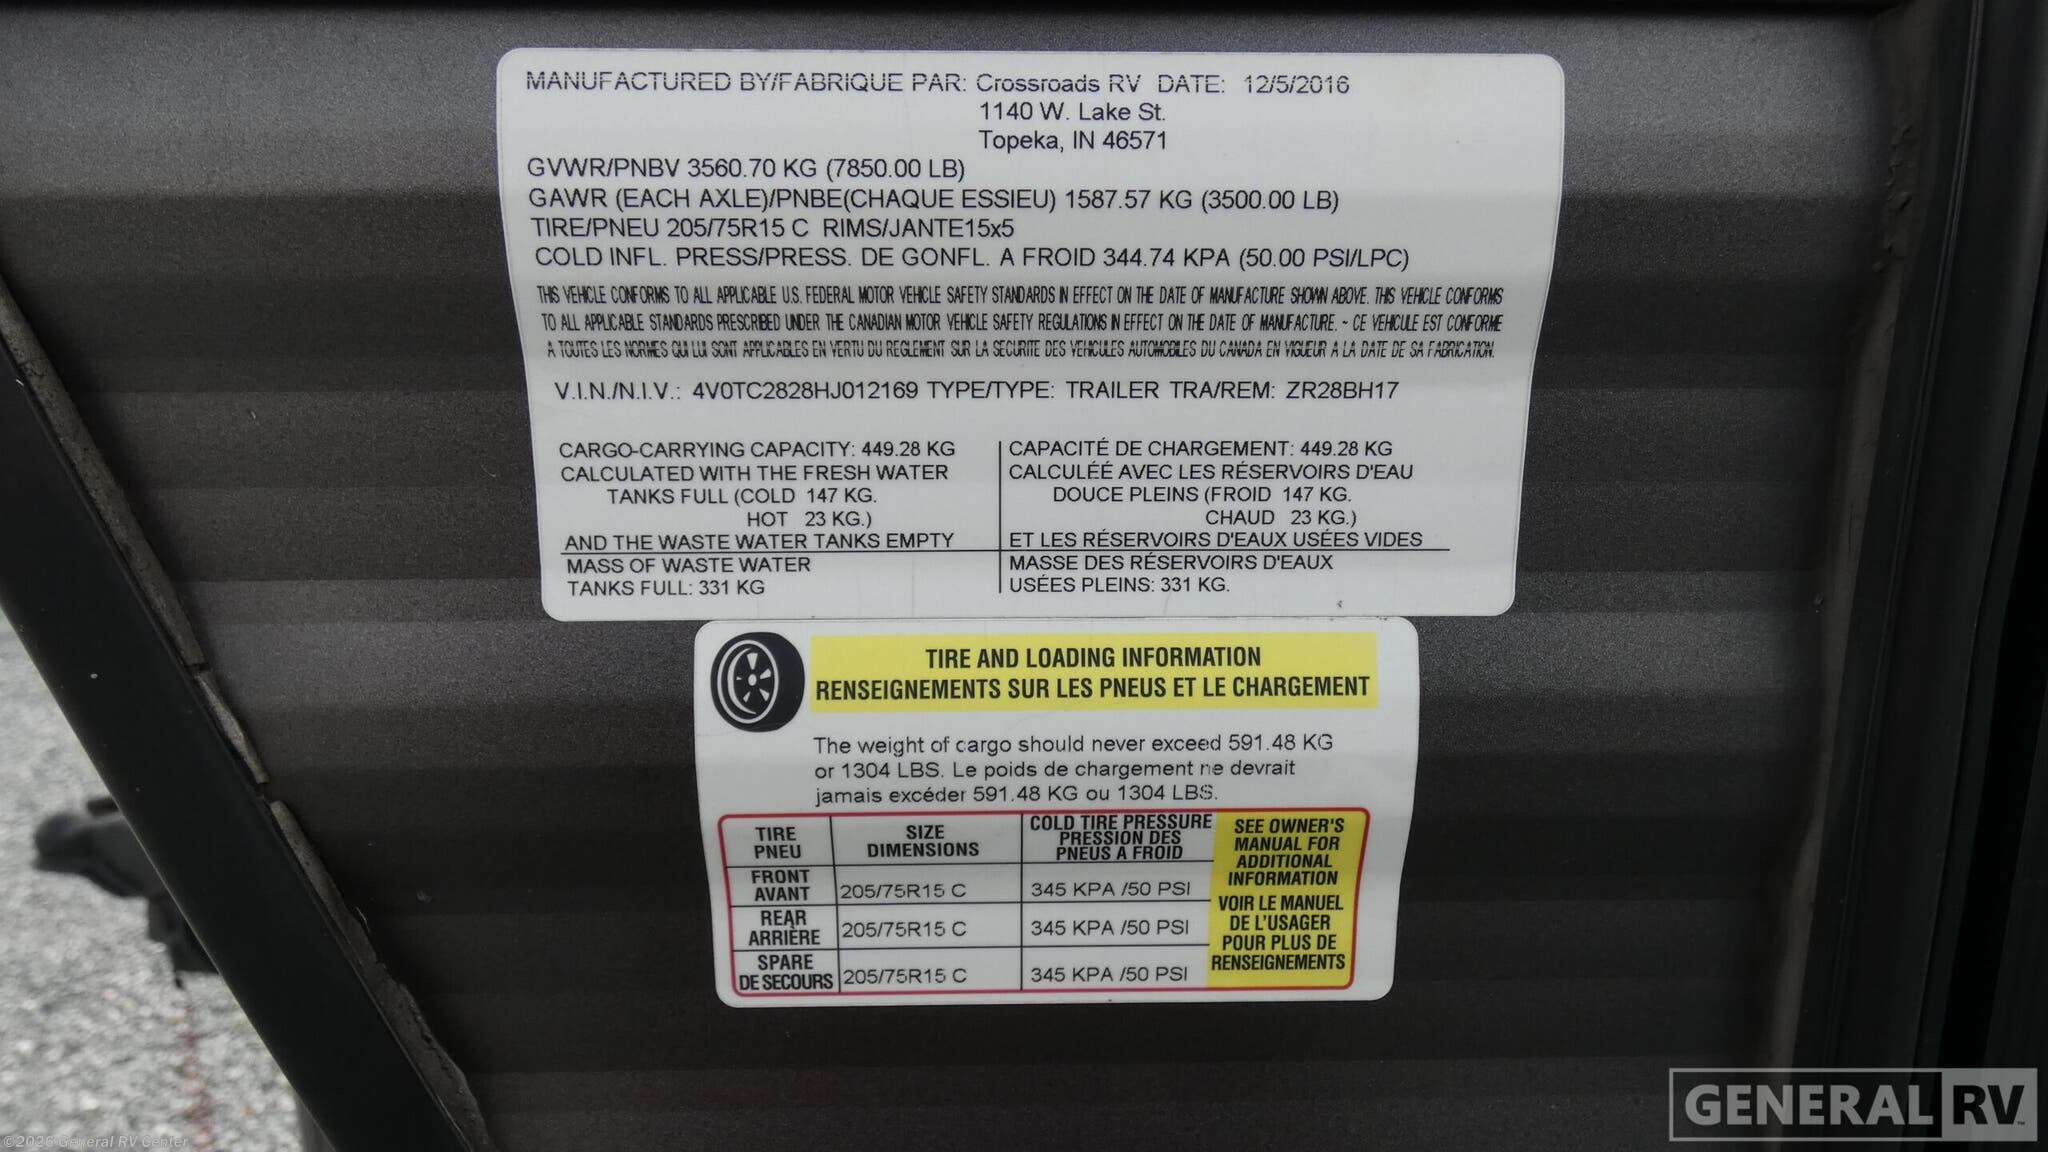 MANUFACTURED BY/FABRIQUE PAR: Crossroads RV DATE: 12/5/2016
1140 W. Lake St.
Topeka, IN 46571
GVWR/PNBV 3560.70 KG (7850.00 LB)
GAWR (EACH AXLE)/PNBE(CHAQUE ESSIEU) 1587.57 KG (3500.00 LB)
TIRE/PNEU 205/75R15 C RIMS/JANTE15x5
COLD INFL. PRESS/PRESS. DE GONFL. A FROID 344.74 KPA (50.00 PSI/LPC)
THIS VEHICLE CONFORMS TO ALL APPLICABLE U.S. FEDERAL MOTOR VEHICLE SAFETY STANDARDS IN EFFECT ON THE DATE OF MANUFACTURE SHOWN ABOVE. THIS VEHICLE CONFORMS
TO ALL APPLICABLE STANDARDS PRESCRIBED UNDER THE CANADIAN MOTOR VEHICLE SAFETY REGULATIONS IN EFFECT ON THE DATE OF MANUFACTURE. ~ CE VEHICULE EST CONFORME
A TOUTES LES NORMES QUI LUI SONT APPLICABLES EN VERTU DU REGLEMENT SUR LA SECURITE DES VEHICULES AUTOMOBILES DU CANADA EN VIGUEUR A LA DATE DE SA FABRICATION.
V.I.N./N.I.V.: 4V0TC2828HJ012169 TYPE/TYPE: TRAILER TRA/REM: ZR28BH17
CARGO-CARRYING CAPACITY: 449.28 KG
CALCULATED WITH THE FRESH WATER
TANKS FULL (COLD 147 KG.
HOT 23 KG.)
AND THE WASTE WATER TANKS EMPTY
MASS OF WASTE WATER
TANKS FULL: 331 KG
CAPACITÉ DE CHARGEMENT: 449.28 KG
CALCULÉÉ AVEC LES RÉSERVOIRS D'EAU
DOUCE PLEINS (FROID 147 KG.
CHAUD 23 KG.)
ET LES RÉSERVOIRS D'EAUX USÉES VIDES
MASSE DES RÉSERVOIRS D'EAUX
USÉES PLEINS: 331 KG.
TIRE AND LOADING INFORMATION
RENSEIGNEMENTS SUR LES PNEUS ET LE CHARGEMENT
The weight of cargo should never exceed 591.48 KG
or 1304 LBS. Le poids de chargement ne devrait
jamais excéder 591.48 KG ou 1304 LBS.
TIRE
PNEU
SIZE
DIMENSIONS
COLD TIRE PRESSURE
PRESSION DES
PNEUS A FROID
FRONT
AVANT
205/75R15 C
345 KPA /50 PSI
REAR
ARRIÈRE
205/75R15 C
345 KPA /50 PSI
SPARE
DE SECOURS
205/75R15 C
345 KPA /50 PSI
SEE OWNER'S
MANUAL FOR
ADDITIONAL
INFORMATION
VOIR LE MANUEL
DE L'USAGER
POUR PLUS DE
RENSEIGNEMENTS
GENERAL RV
©2025 General RV Center